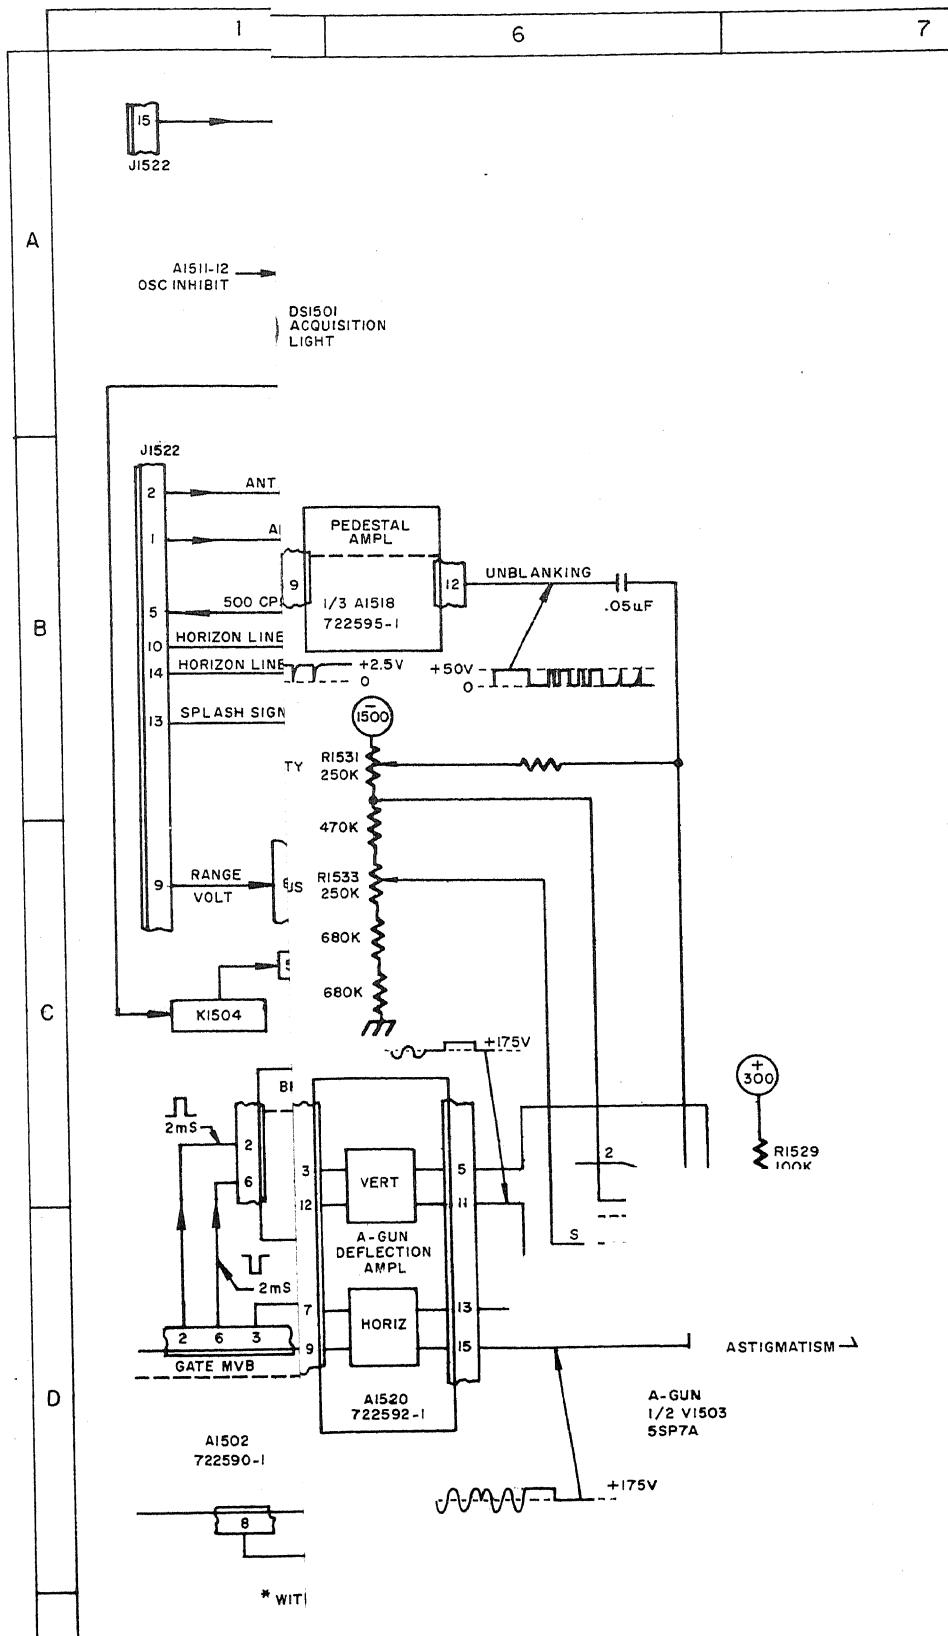 1
6
7
15
J1522
A
A1511-12
OSC INHIBIT
DS1501
ACQUISITION
LIGHT
J1522
2
ANT
1
PEDESTAL
AMPL
9
12
UNBLANKING
.05uF
5
500 CPS
1/3 A1518
722595-1
B
10
HORIZON LINE
14
HORIZON LINE
+2.5V
0
+50V
0
13
SPLASH SIGN
−
1500
TY
R1531
250K
470K
9
RANGE
VOLT
US
R1533
250K
680K
680K
C
K1504
+175V
+
300
2mS
2
6
3
12
VERT
5
11
2
R1529
100K
A-GUN
DEFLECTION
AMPL
S
2mS
7
9
HORIZ
13
15
2
6
3
GATE MVB
ASTIGMATISM
D
A1520
722592-1
A-GUN
1/2 V1503
5SP7A
A1502
722590-1
+175V
8
* WIT